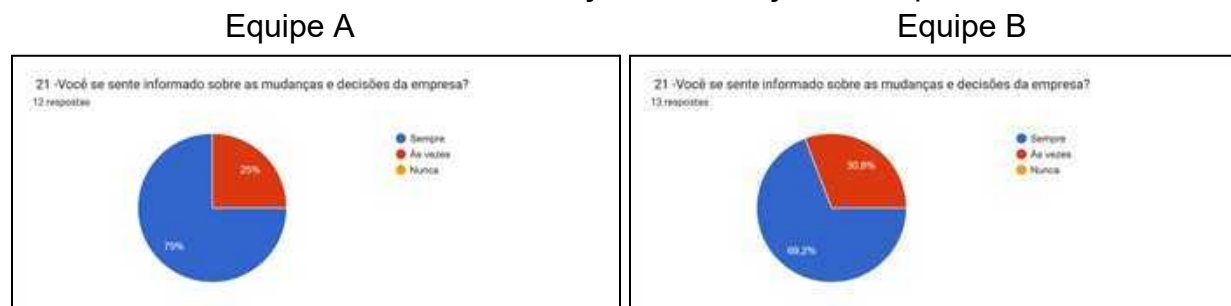 Equipe A
Equipe B
21 -Você se sente informado sobre as mudanças e decisões da empresa?
12 respostas
Sempre
Às vezes
Nunca
25%
75%
21 -Você se sente informado sobre as mudanças e decisões da empresa?
13 respostas
Sempre
Às vezes
Nunca
30,8%
69,2%